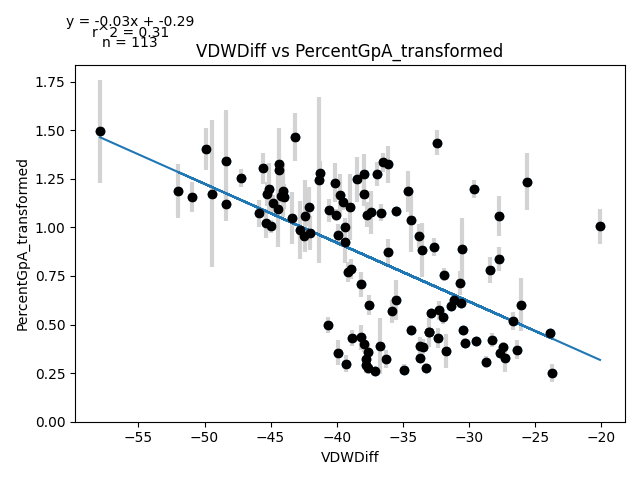 y = -0.03x + -0.29
r^2 = 0.31
n = 113
VDWDiff vs PercentGpA_transformed
1.75
1.50
1.25
1.00
0.75
0.50
0.25
0.00
PercentGpA_transformed
−55
−50
−45
−40
−35
−30
−25
−20
VDWDiff